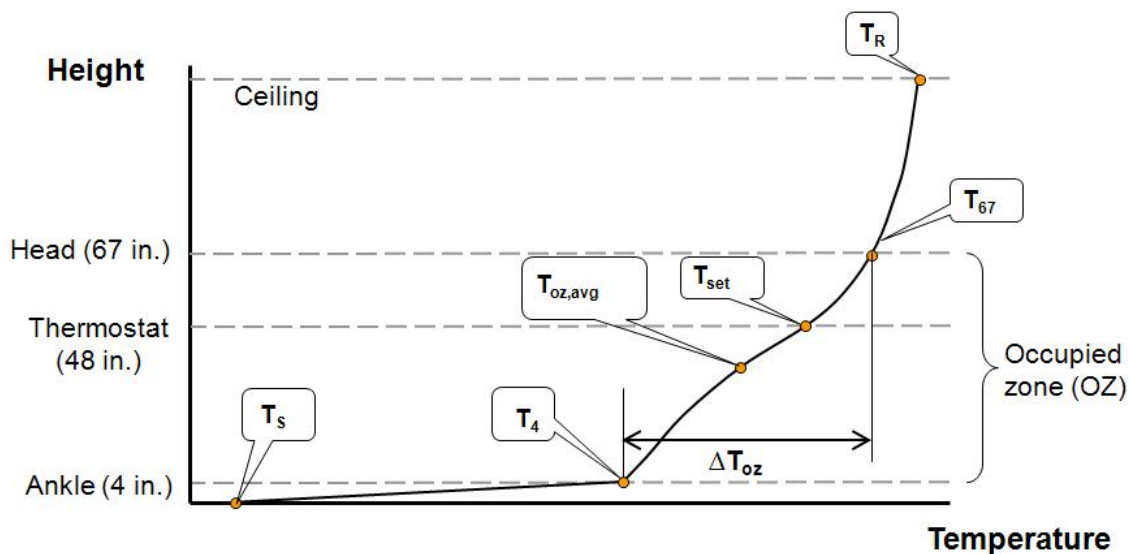 T_R
Height
Ceiling
Head (67 in.)
T_67
T_oz,avg
T_set
Thermostat
(48 in.)
Occupied
zone (OZ)
T_S
T_4
ΔT_oz
Ankle (4 in.)
Temperature